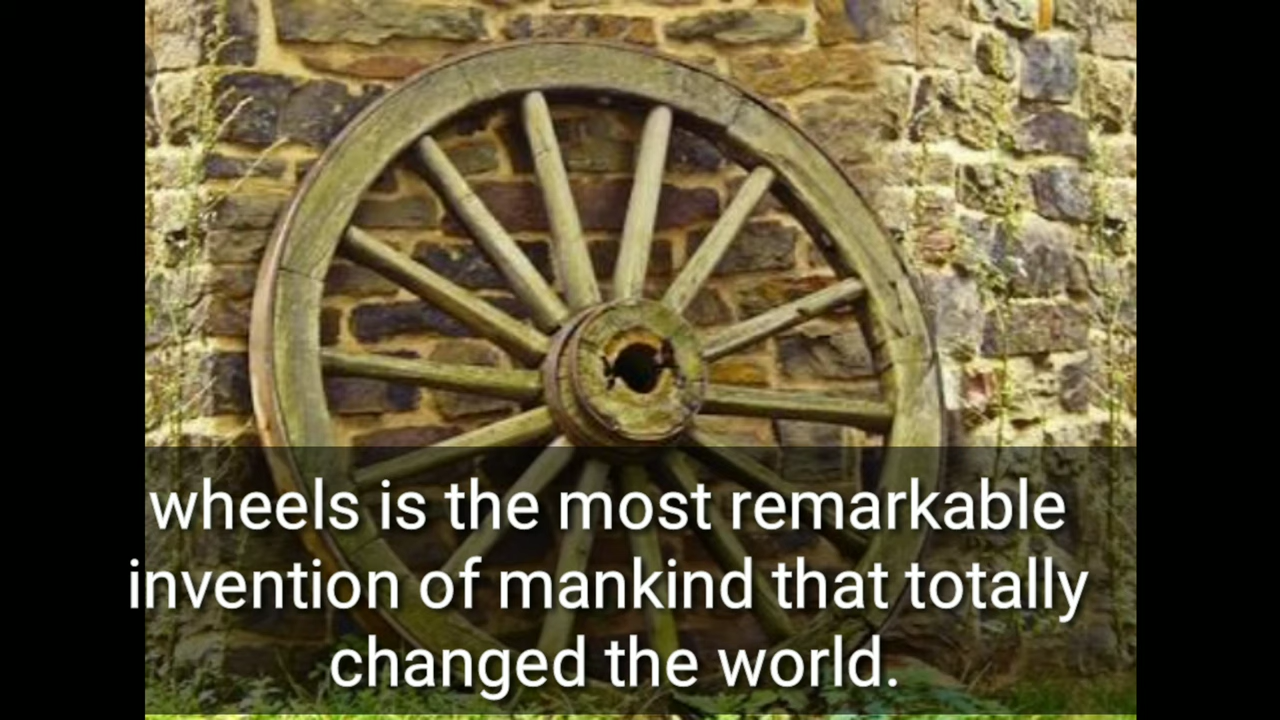 wheels is the most remarkable
invention of mankind that totally
changed the world.